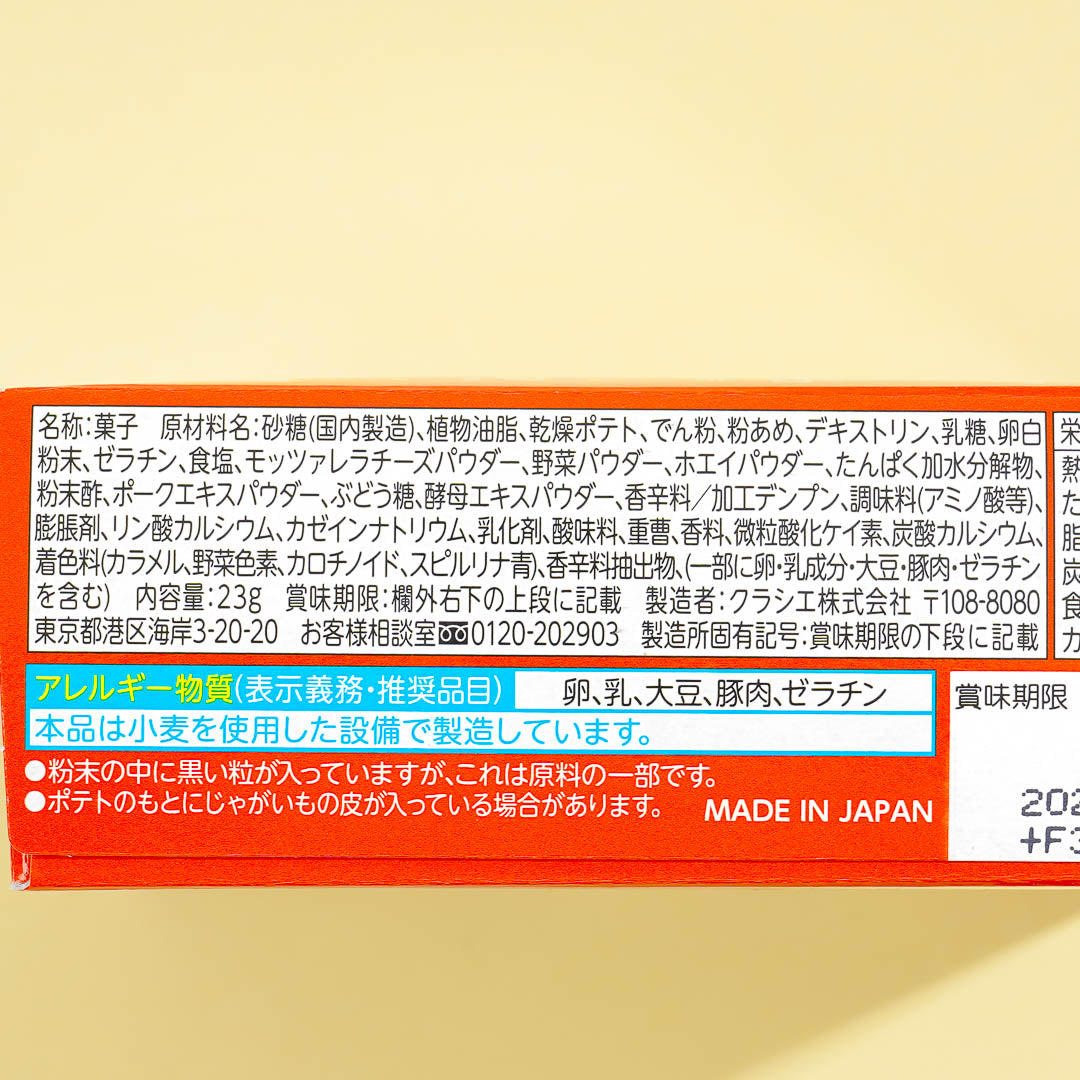 名称:菓子 原材料名:砂糖(国内製造)、植物油脂、乾燥ポテト、でん粉、粉あめ、デキストリン、乳糖、卵白
粉末、ゼラチン、食塩、モッツァレラチーズパウダー、野菜パウダー、ホエイパウダー、たんぱく加水分解物、
粉末酢、ポークエキスパウダー、ぶどう糖、酵母エキスパウダー、香辛料/加工デンプン、調味料(アミノ酸等)、
膨脹剤、リン酸カルシウム、カゼインナトリウム、乳化剤、酸味料、重曹、香料、微粒酸化ケイ素、炭酸カルシウム、
着色料(カラメル、野菜色素、カロチノイド、スピルリナ青)、香辛料抽出物、(一部に卵・乳成分・大豆・豚肉・ゼラチン
を含む) 内容量:23g 賞味期限:欄外右下の上段に記載 製造者:クラシエ株式会社 〒108-8080
東京都港区海岸3-20-20 お客様相談室 0120-202903 製造所固有記号:賞味期限の下段に記載
アレルギー物質(表示義務・推奨品目) 卵、乳、大豆、豚肉、ゼラチン
本品は小麦を使用した設備で製造しています。
●粉末の中に黒い粒が入っていますが、これは原料の一部です。
●ポテトのもとにじゃがいもの皮が入っている場合があります。
MADE IN JAPAN
栄
熱
た
脂
炭
食
カ
賞味期限
202
+F3